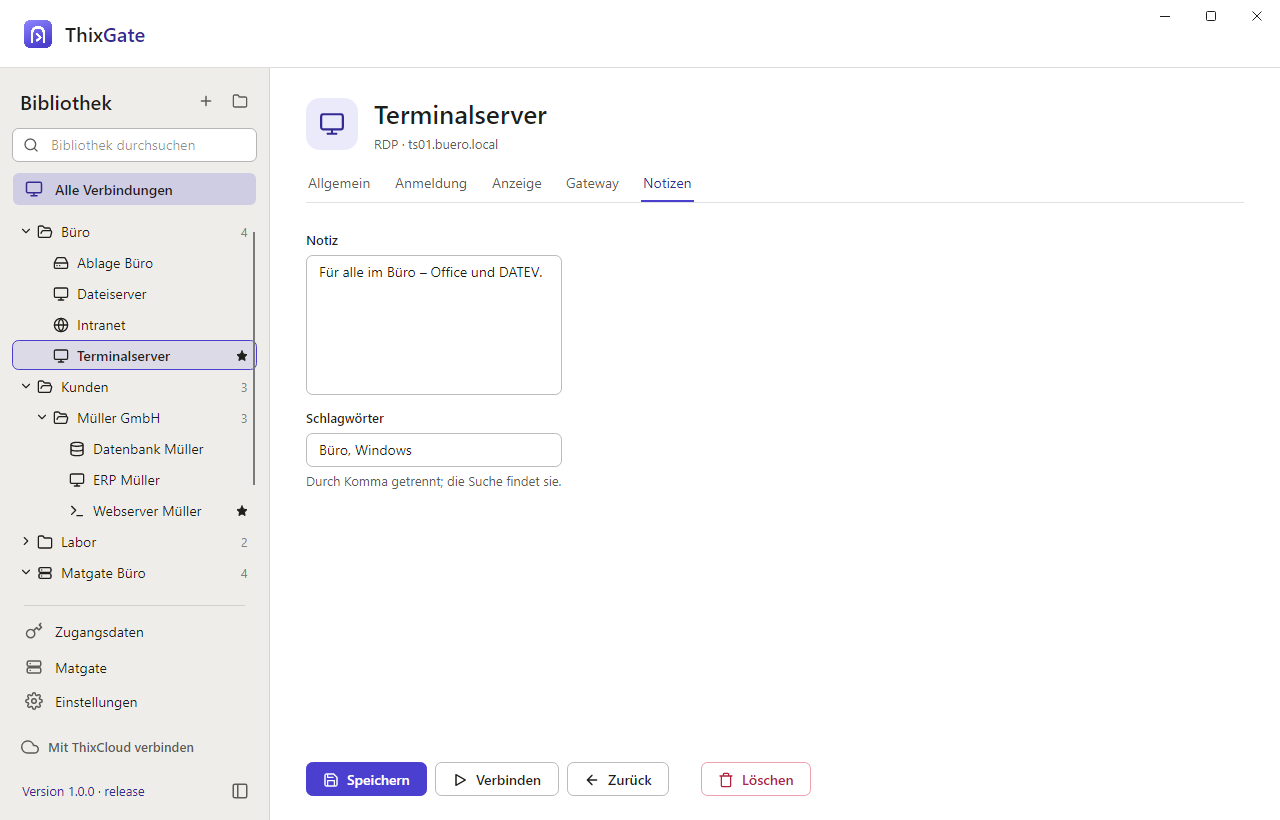 ThixGate
Bibliothek
Bibliothek durchsuchen
Alle Verbindungen
Büro 4
Ablage Büro
Dateiserver
Intranet
Terminalserver
Kunden 3
Müller GmbH 3
Datenbank Müller
ERP Müller
Webserver Müller
Labor 2
Matgate Büro 4
Zugangsdaten
Matgate
Einstellungen
Mit ThixCloud verbinden
Version 1.0.0 · release
Terminalserver
RDP · ts01.buero.local
Allgemein Anmeldung Anzeige Gateway Notizen
Notiz
Für alle im Büro – Office und DATEV.
Schlagwörter
Büro, Windows
Durch Komma getrennt; die Suche findet sie.
Speichern Verbinden Zurück Löschen